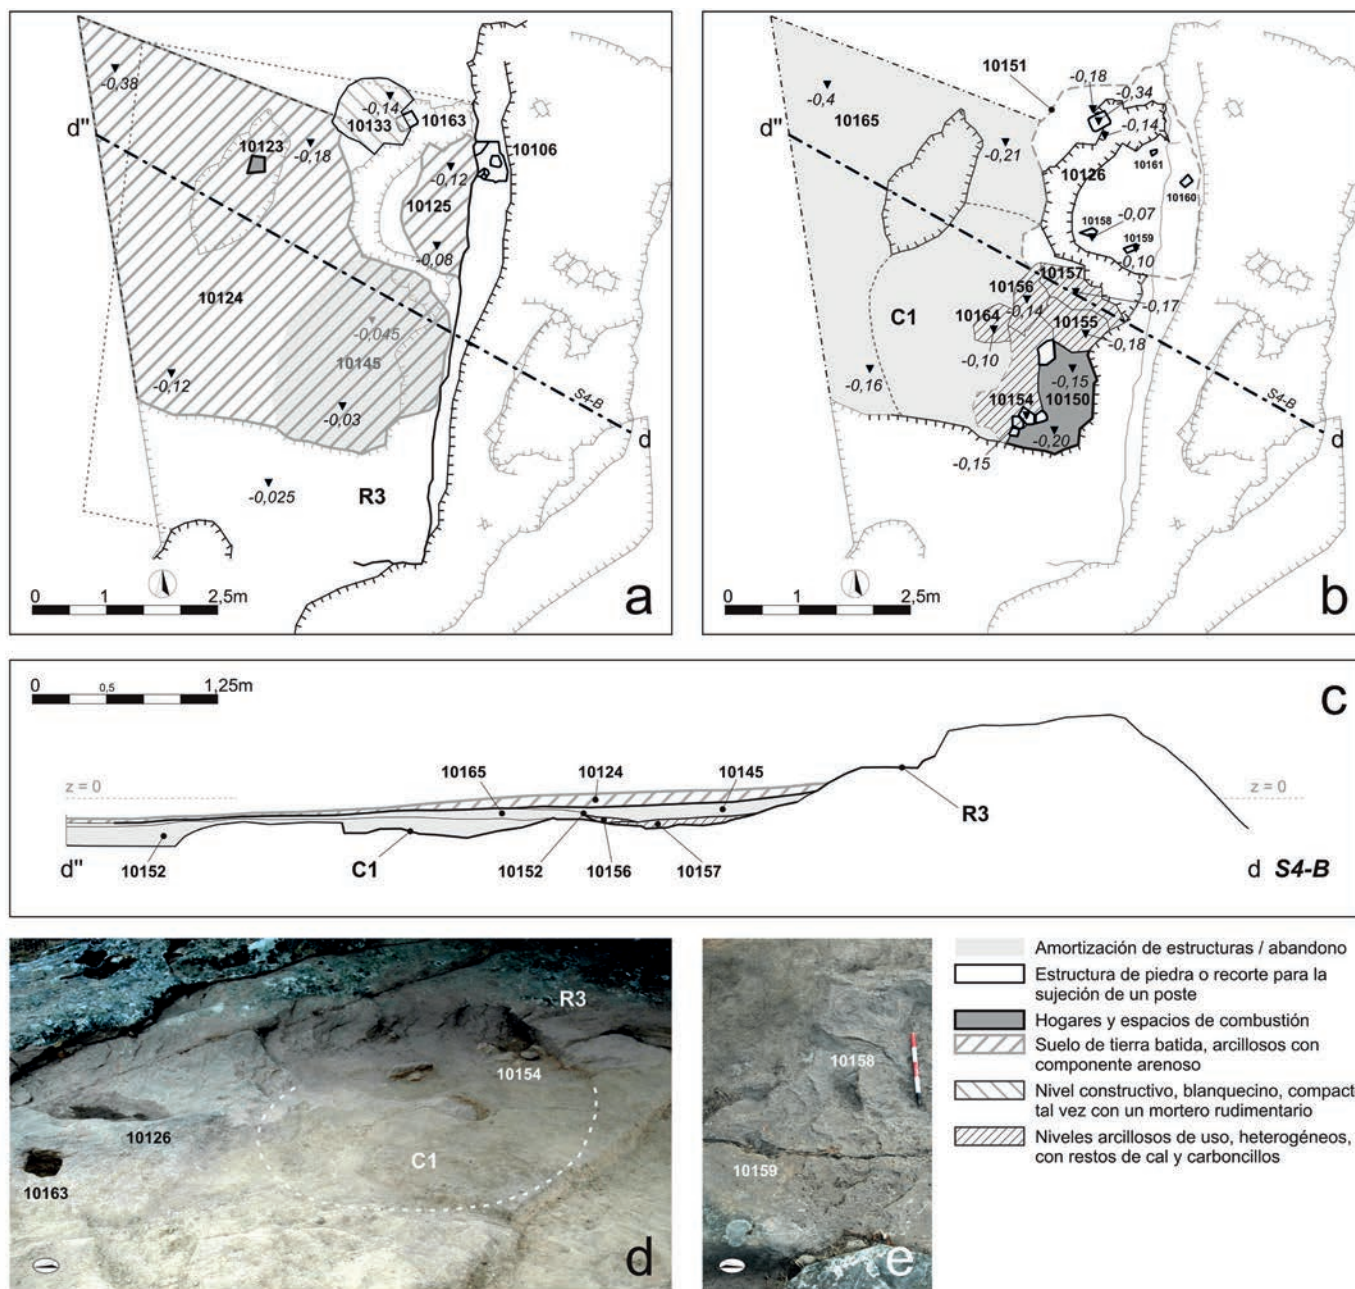 -0,38
-0,14
10133
10163
d"
10123
-0,18
10106
-0,12
10125
-0,08
10124
-0,045
10145
-0,12
-0,03
S4-B
d
-0,025
R3
0 1 2,5m
a
10151
-0,18
-0,34
-0,4
10165
-0,14
d"
-0,21
10126
10161
10160
10158
-0,07
10159
-0,10
10157
10156
-0,14
-0,17
C1
10164
10155
-0,10
-0,18
-0,16
-0,15
10154
10150
S4-B
-0,20
d
-0,15
0 1 2,5m
b
0 0,5 1,25m
c
10165
10124
10145
z = 0
z = 0
R3
d"
10152
C1
10152
10156
10157
d S4-B
R3
10154
10126
C1
10163
d
10158
10159
e
Amortización de estructuras / abandono
Estructura de piedra o recorte para la
sujeción de un poste
Hogares y espacios de combustión
Suelo de tierra batida, arcillosos con
componente arenoso
Nivel constructivo, blanquecino, compact
tal vez con un mortero rudimentario
Niveles arcillosos de uso, heterogéneos,
con restos de cal y carboncillos